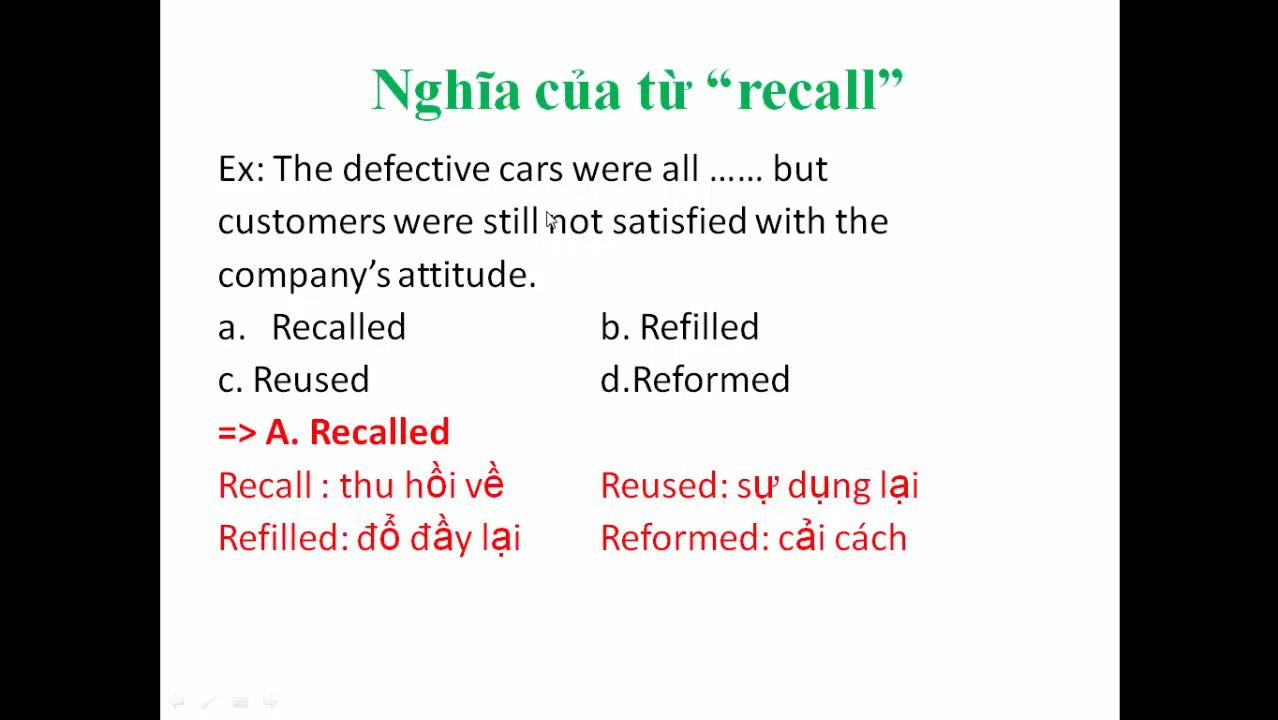 Nghĩa của từ “recall”
Ex: The defective cars were all …… but
customers were still not satisfied with the
company’s attitude.
a. Recalled b. Refilled
c. Reused d.Reformed
=> A. Recalled
Recall : thu hồi về Reused: sự dụng lại
Refilled: đổ đầy lại Reformed: cải cách